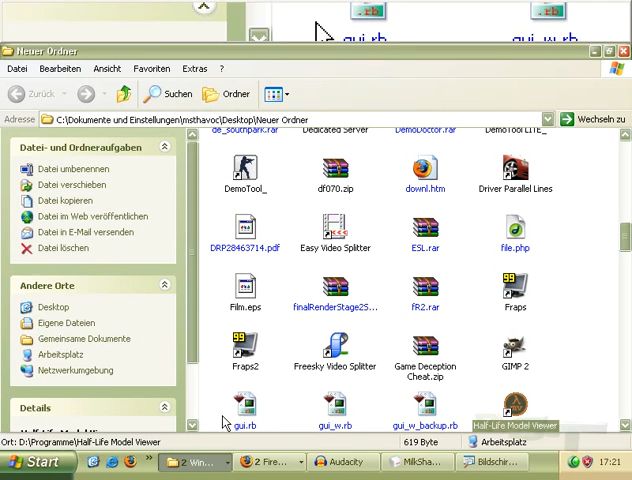 gui.rb
gui_w.rb
Neuer Ordner
Datei Bearbeiten Ansicht Favoriten Extras ?
Zurück Suchen Ordner
Adresse C:\Dokumente und Einstellungen\msthavoc\Desktop\Neuer Ordner Wechseln zu
Datei- und Ordneraufgaben
Datei umbenennen
Datei verschieben
Datei kopieren
Datei im Web veröffentlichen
Datei in E-Mail versenden
Datei löschen
Andere Orte
Desktop
Eigene Dateien
Gemeinsame Dokumente
Arbeitsplatz
Netzwerkumgebung
Details
de_southpark.rar Dedicated Server DemoDoctor.rar DemoTool LITE_
DemoTool_ df070.zip downl.htm Driver Parallel Lines
DRP28463714.pdf Easy Video Splitter ESL.rar file.php
Film.eps finalRenderStage2S... fR2.rar Fraps
Fraps2 Freesky Video Splitter Game Deception Cheat.zip GIMP 2
gui.rb gui_w.rb gui_w_backup.rb Half-Life Model Viewer
Ort: D:\Programme\Half-Life Model Viewer 619 Byte Arbeitsplatz
Start 2 Win... 2 Fire... Audacity MilkSha... Bildschir... 17:21